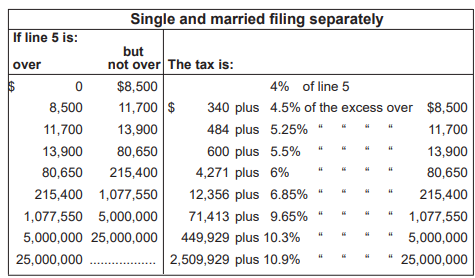 Single and married filing separately
If line 5 is:
but
over not over The tax is:
$ 0 $8,500 4% of line 5
8,500 11,700 $ 340 plus 4.5% of the excess over $8,500
11,700 13,900 484 plus 5.25% “ “ “ “ 11,700
13,900 80,650 600 plus 5.5% “ “ “ “ 13,900
80,650 215,400 4,271 plus 6% “ “ “ “ 80,650
215,400 1,077,550 12,356 plus 6.85% “ “ “ “ 215,400
1,077,550 5,000,000 71,413 plus 9.65% “ “ “ “ 1,077,550
5,000,000 25,000,000 449,929 plus 10.3% “ “ “ “ 5,000,000
25,000,000 .................. 2,509,929 plus 10.9% “ “ “ “ 25,000,000